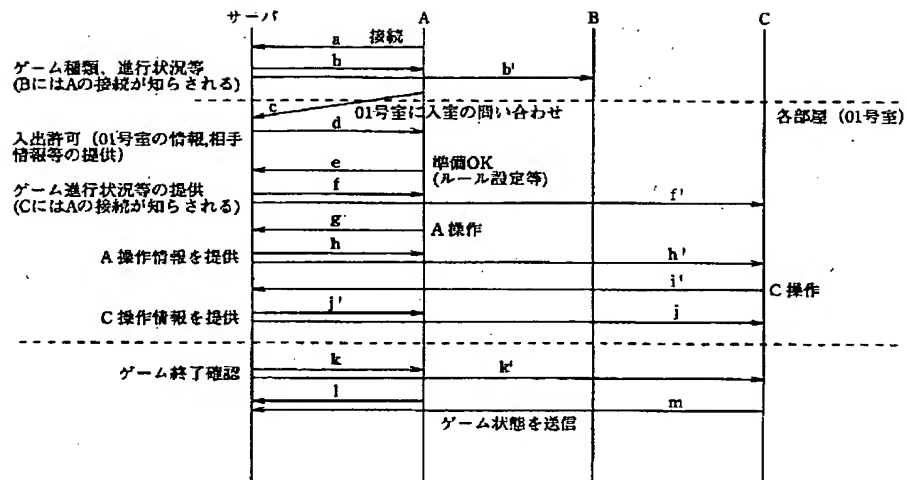 サーバ A B C
a 接続
ゲーム種類、進行状況等
(BにはAの接続が知らされる)
b b'
c 01号室に入室の問い合わせ
各部屋 (01号室)
d
入出許可 (01号室の情報,相手
情報等の提供)
e 準備OK
(ルール設定等)
ゲーム進行状況等の提供
(CにはAの接続が知らされる)
f f'
g A 操作
h h'
A 操作情報を提供
i' C 操作
j' j
C 操作情報を提供
k k'
ゲーム終了確認
l m
ゲーム状態を送信